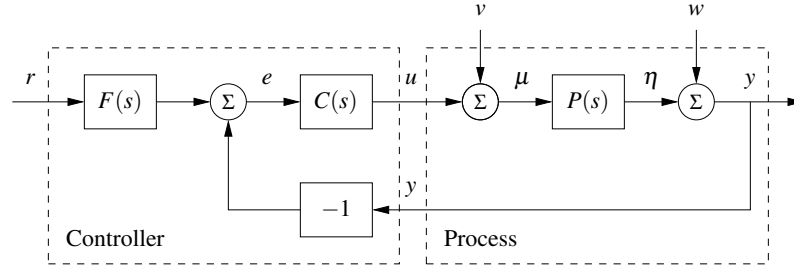 v
w
r
e
u
μ
η
y
F(s)
Σ
C(s)
Σ
P(s)
Σ
y
−1
Controller
Process